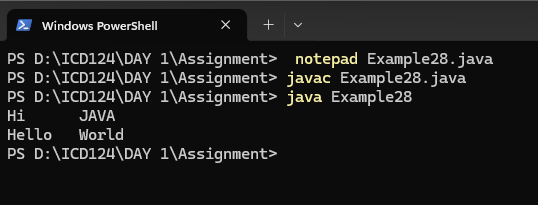 Windows PowerShell
PS D:\ICD124\DAY 1\Assignment>  notepad Example28.java
PS D:\ICD124\DAY 1\Assignment> javac Example28.java
PS D:\ICD124\DAY 1\Assignment> java Example28
Hi      JAVA
Hello   World
PS D:\ICD124\DAY 1\Assignment>